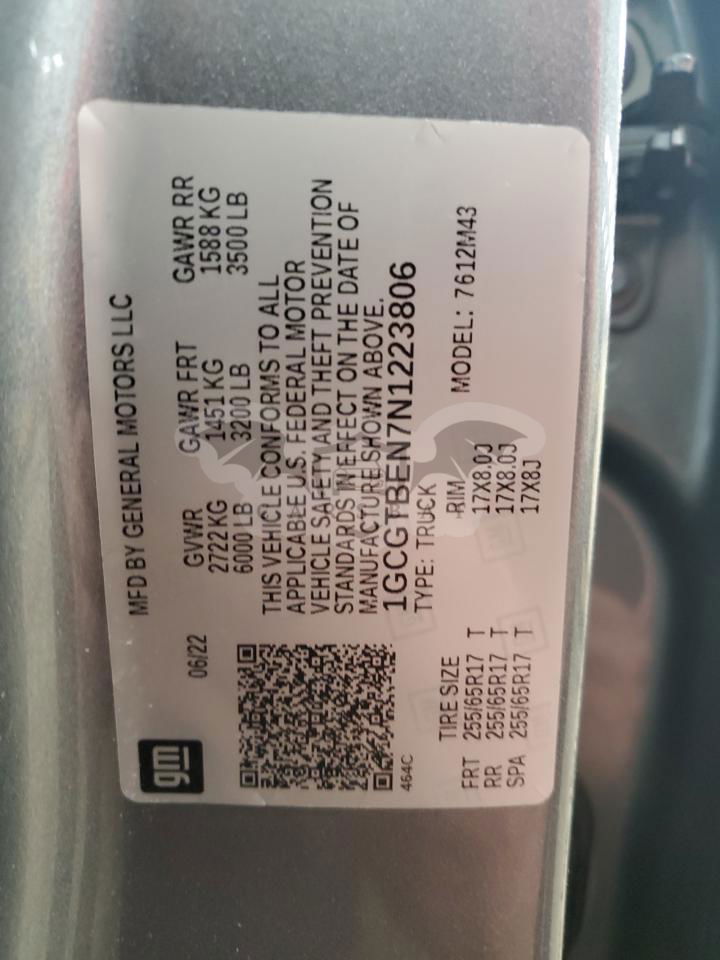 gm
MFD BY GENERAL MOTORS LLC
06/22
GVWR GAWR FRT GAWR RR
2722 KG 1451 KG 1588 KG
6000 LB 3200 LB 3500 LB
THIS VEHICLE CONFORMS TO ALL
APPLICABLE U.S. FEDERAL MOTOR
VEHICLE SAFETY AND THEFT PREVENTION
STANDARDS IN EFFECT ON THE DATE OF
MANUFACTURE SHOWN ABOVE.
1GCGTBEN7N1223806
464C
TYPE: TRUCK
MODEL: 7612M43
TIRE SIZE RIM
FRT 255/65R17 T 17X8.0J
RR 255/65R17 T 17X8.0J
SPA 255/65R17 T 17X8J